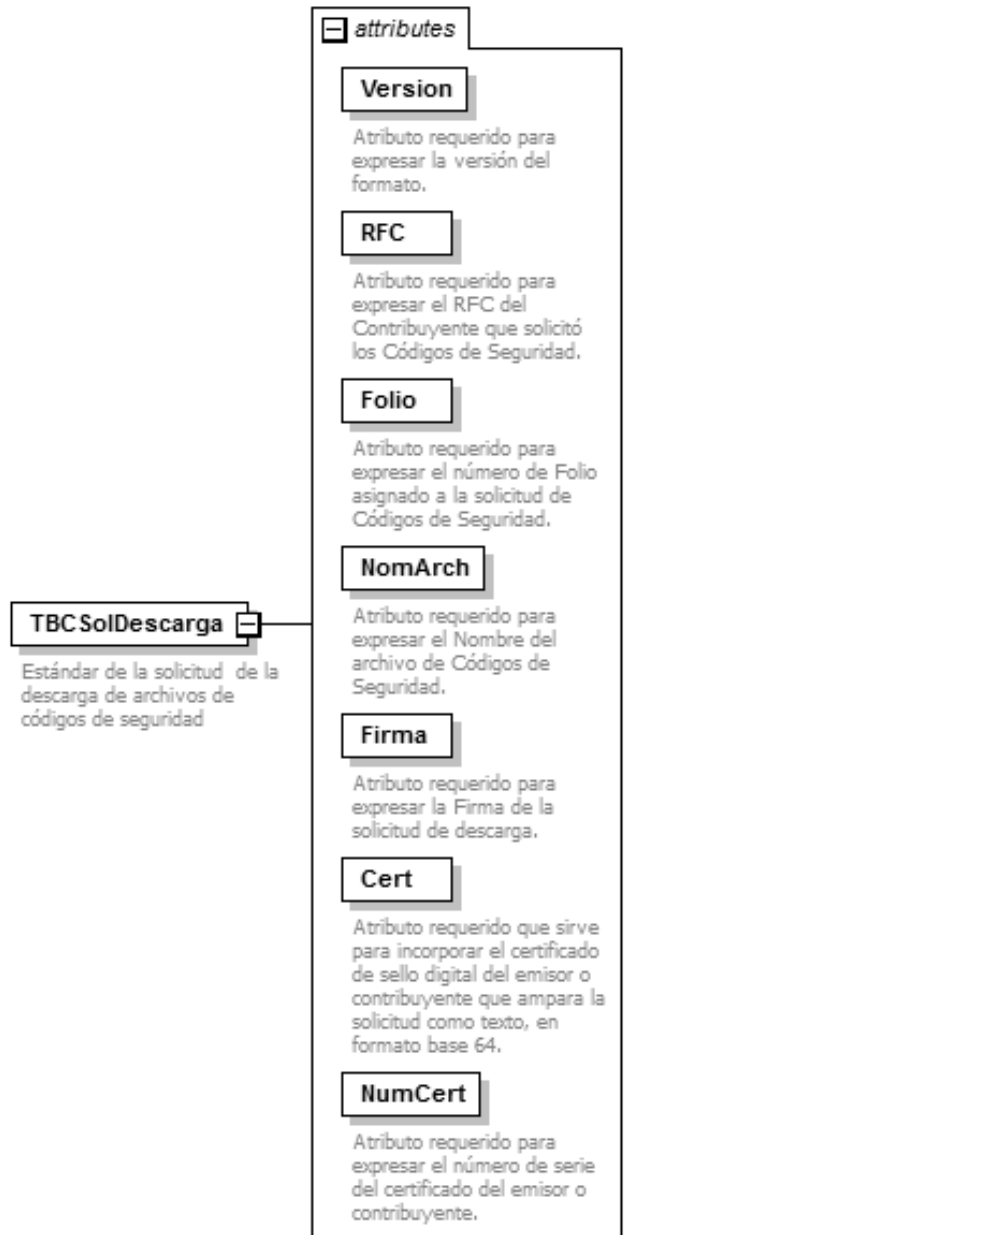 attributes
Version
Atributo requerido para
expresar la versión del
formato.
RFC
Atributo requerido para
expresar el RFC del
Contribuyente que solicitó
los Códigos de Seguridad.
Folio
Atributo requerido para
expresar el número de Folio
asignado a la solicitud de
Códigos de Seguridad.
NomArch
Atributo requerido para
expresar el Nombre del
archivo de Códigos de
Seguridad.
TBCSolDescarga
Estándar de la solicitud de la
descarga de archivos de
códigos de seguridad
Firma
Atributo requerido para
expresar la Firma de la
solicitud de descarga.
Cert
Atributo requerido que sirve
para incorporar el certificado
de sello digital del emisor o
contribuyente que ampara la
solicitud como texto, en
formato base 64.
NumCert
Atributo requerido para
expresar el número de serie
del certificado del emisor o
contribuyente.